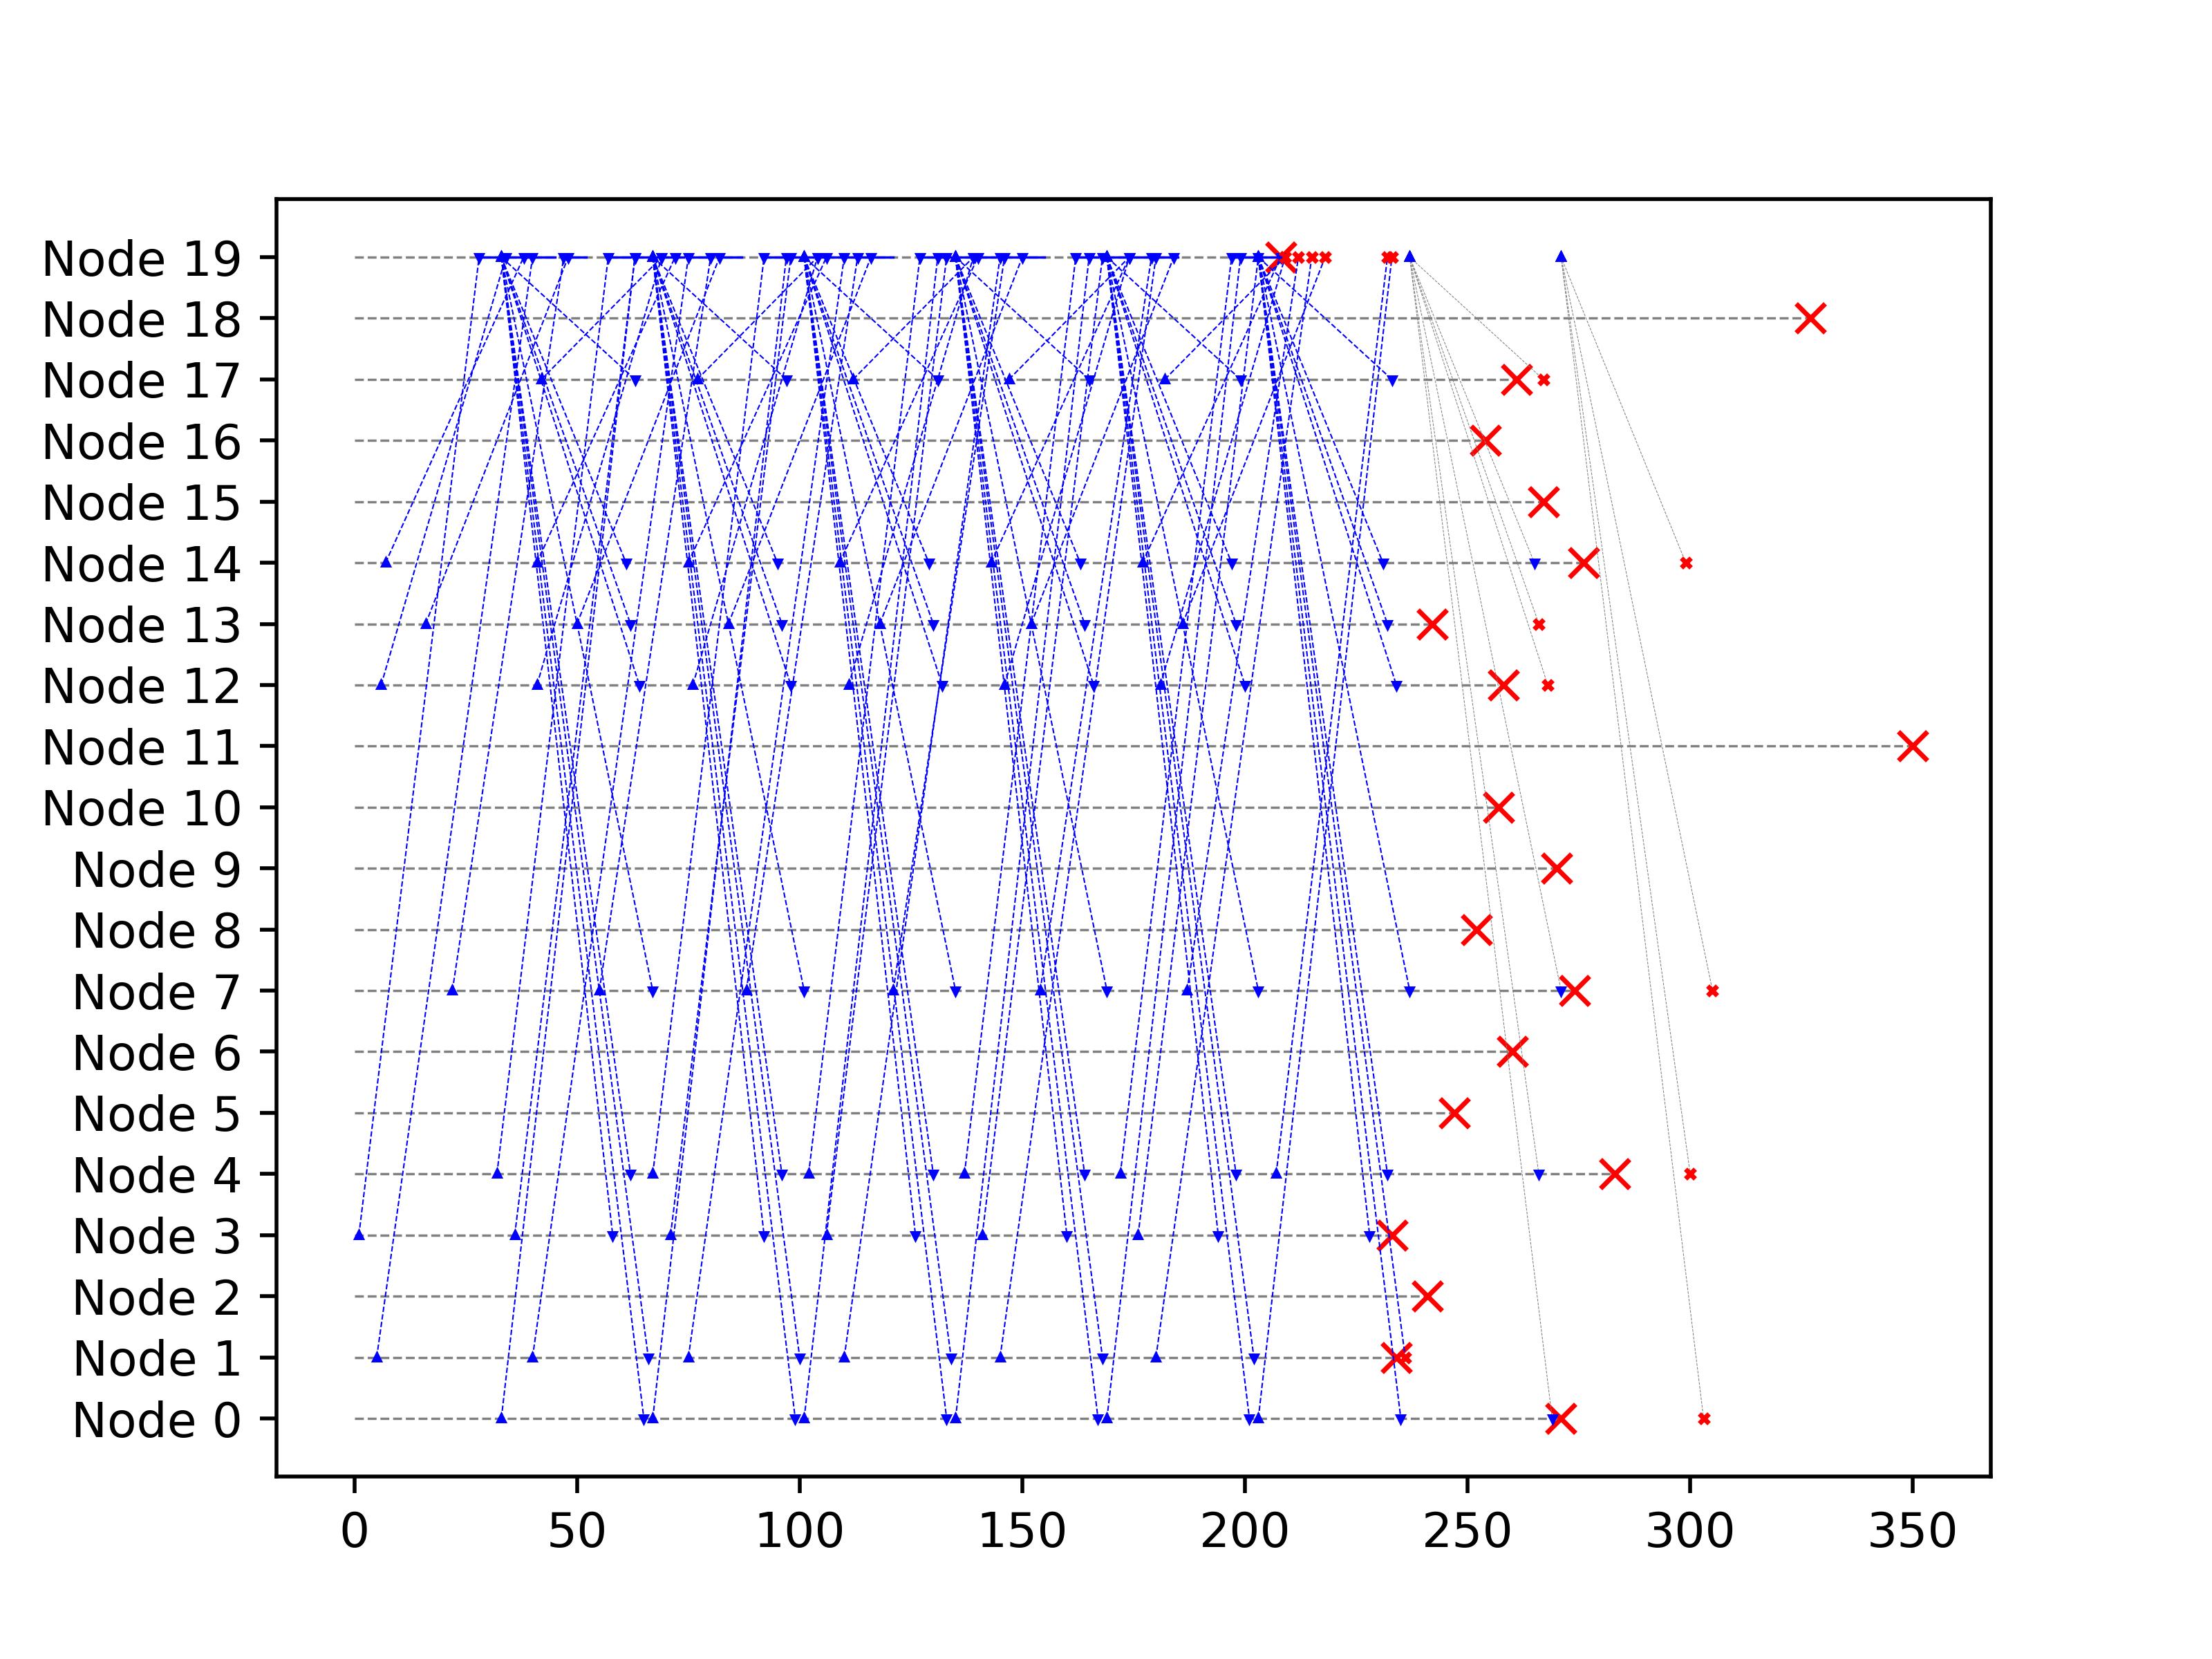 Node 19
Node 18
Node 17
Node 16
Node 15
Node 14
Node 13
Node 12
Node 11
Node 10
Node 9
Node 8
Node 7
Node 6
Node 5
Node 4
Node 3
Node 2
Node 1
Node 0
0 50 100 150 200 250 300 350